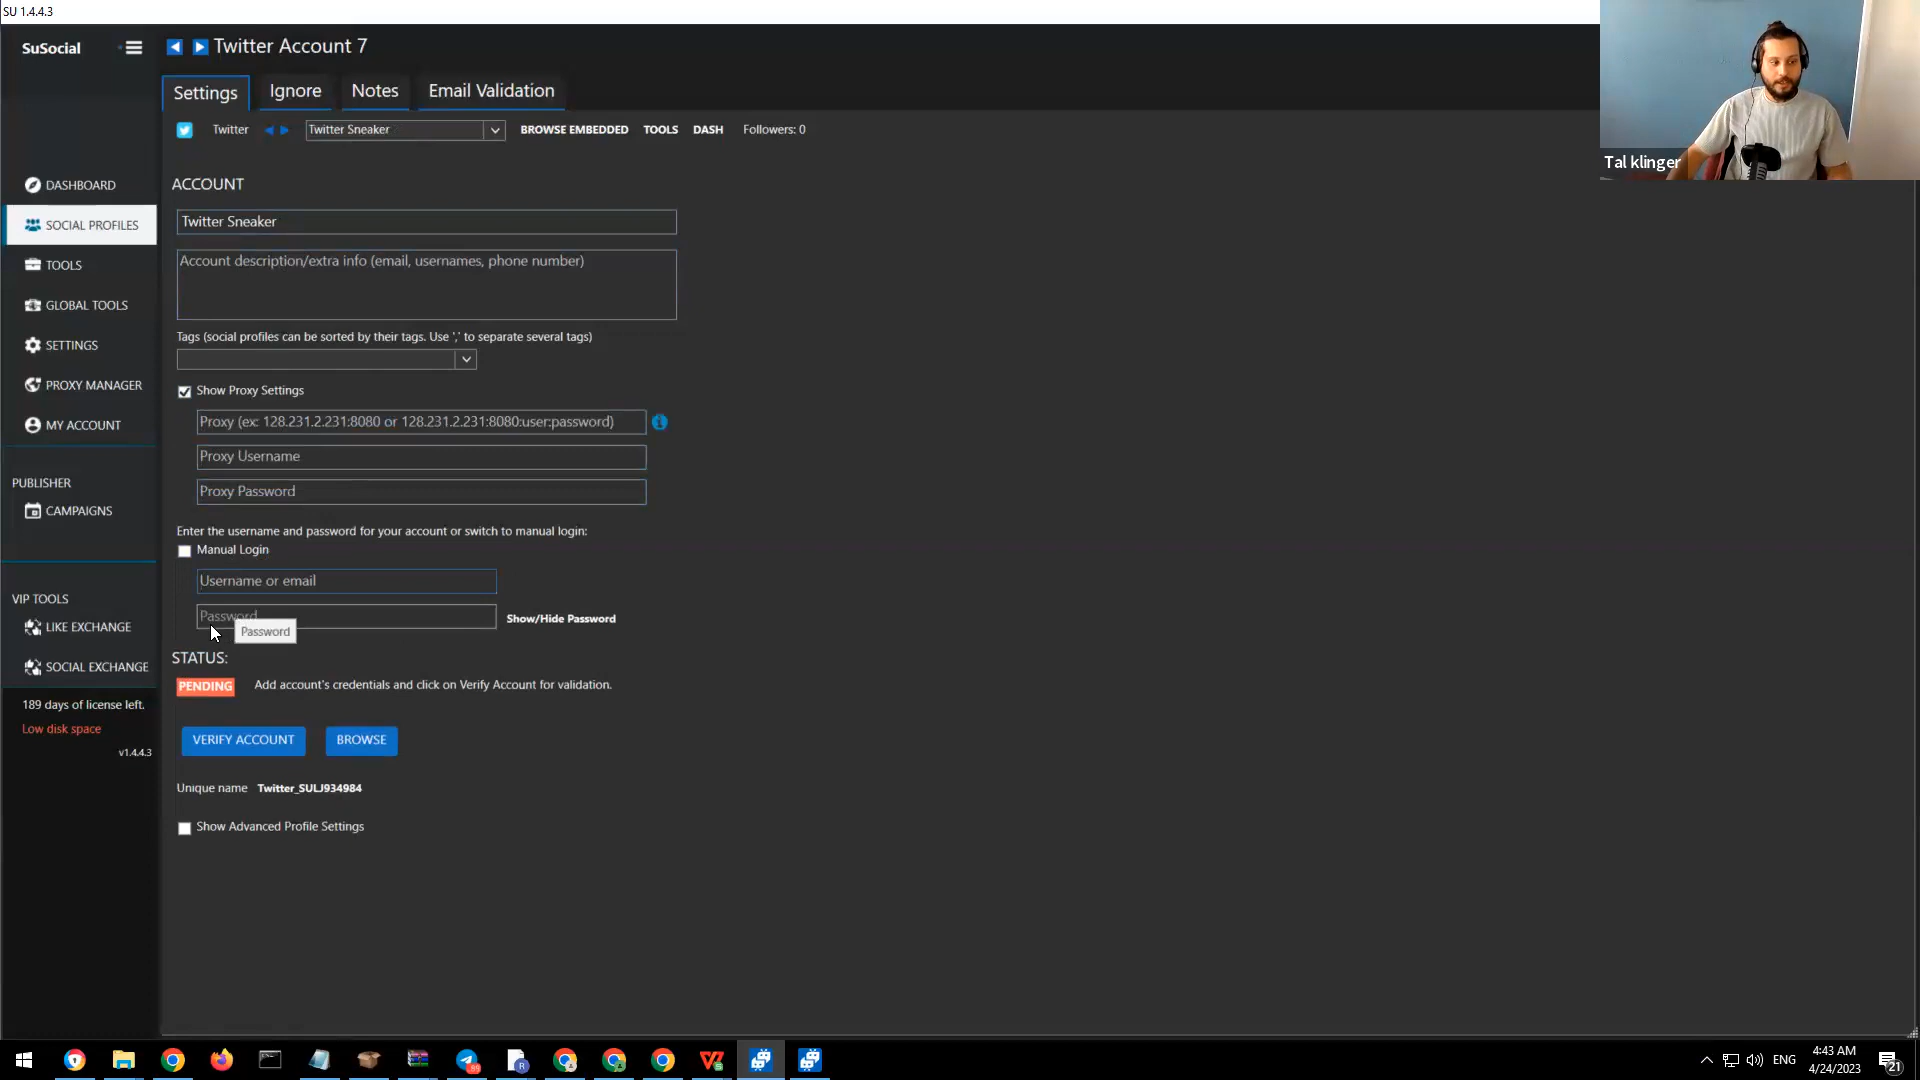 SU 1.4.4.3
SuSocial
Twitter Account 7
Settings
Ignore
Notes
Email Validation
Twitter
Twitter Sneaker
BROWSE EMBEDDED
TOOLS
DASH
Followers: 0
Tal klinger
DASHBOARD
SOCIAL PROFILES
TOOLS
GLOBAL TOOLS
SETTINGS
PROXY MANAGER
MY ACCOUNT
PUBLISHER
CAMPAIGNS
VIP TOOLS
LIKE EXCHANGE
SOCIAL EXCHANGE
189 days of license left.
Low disk space
v1.4.4.3
ACCOUNT
Twitter Sneaker
Account description/extra info (email, usernames, phone number)
Tags (social profiles can be sorted by their tags. Use ',' to separate several tags)
Show Proxy Settings
Proxy (ex: 128.231.2.231:8080 or 128.231.2.231:8080:user:password)
Proxy Username
Proxy Password
Enter the username and password for your account or switch to manual login:
Manual Login
Username or email
Password
Show/Hide Password
Password
STATUS:
PENDING
Add account's credentials and click on Verify Account for validation.
VERIFY ACCOUNT
BROWSE
Unique name
Twitter_SULJ934984
Show Advanced Profile Settings
ENG
4:43 AM
4/24/2023
21